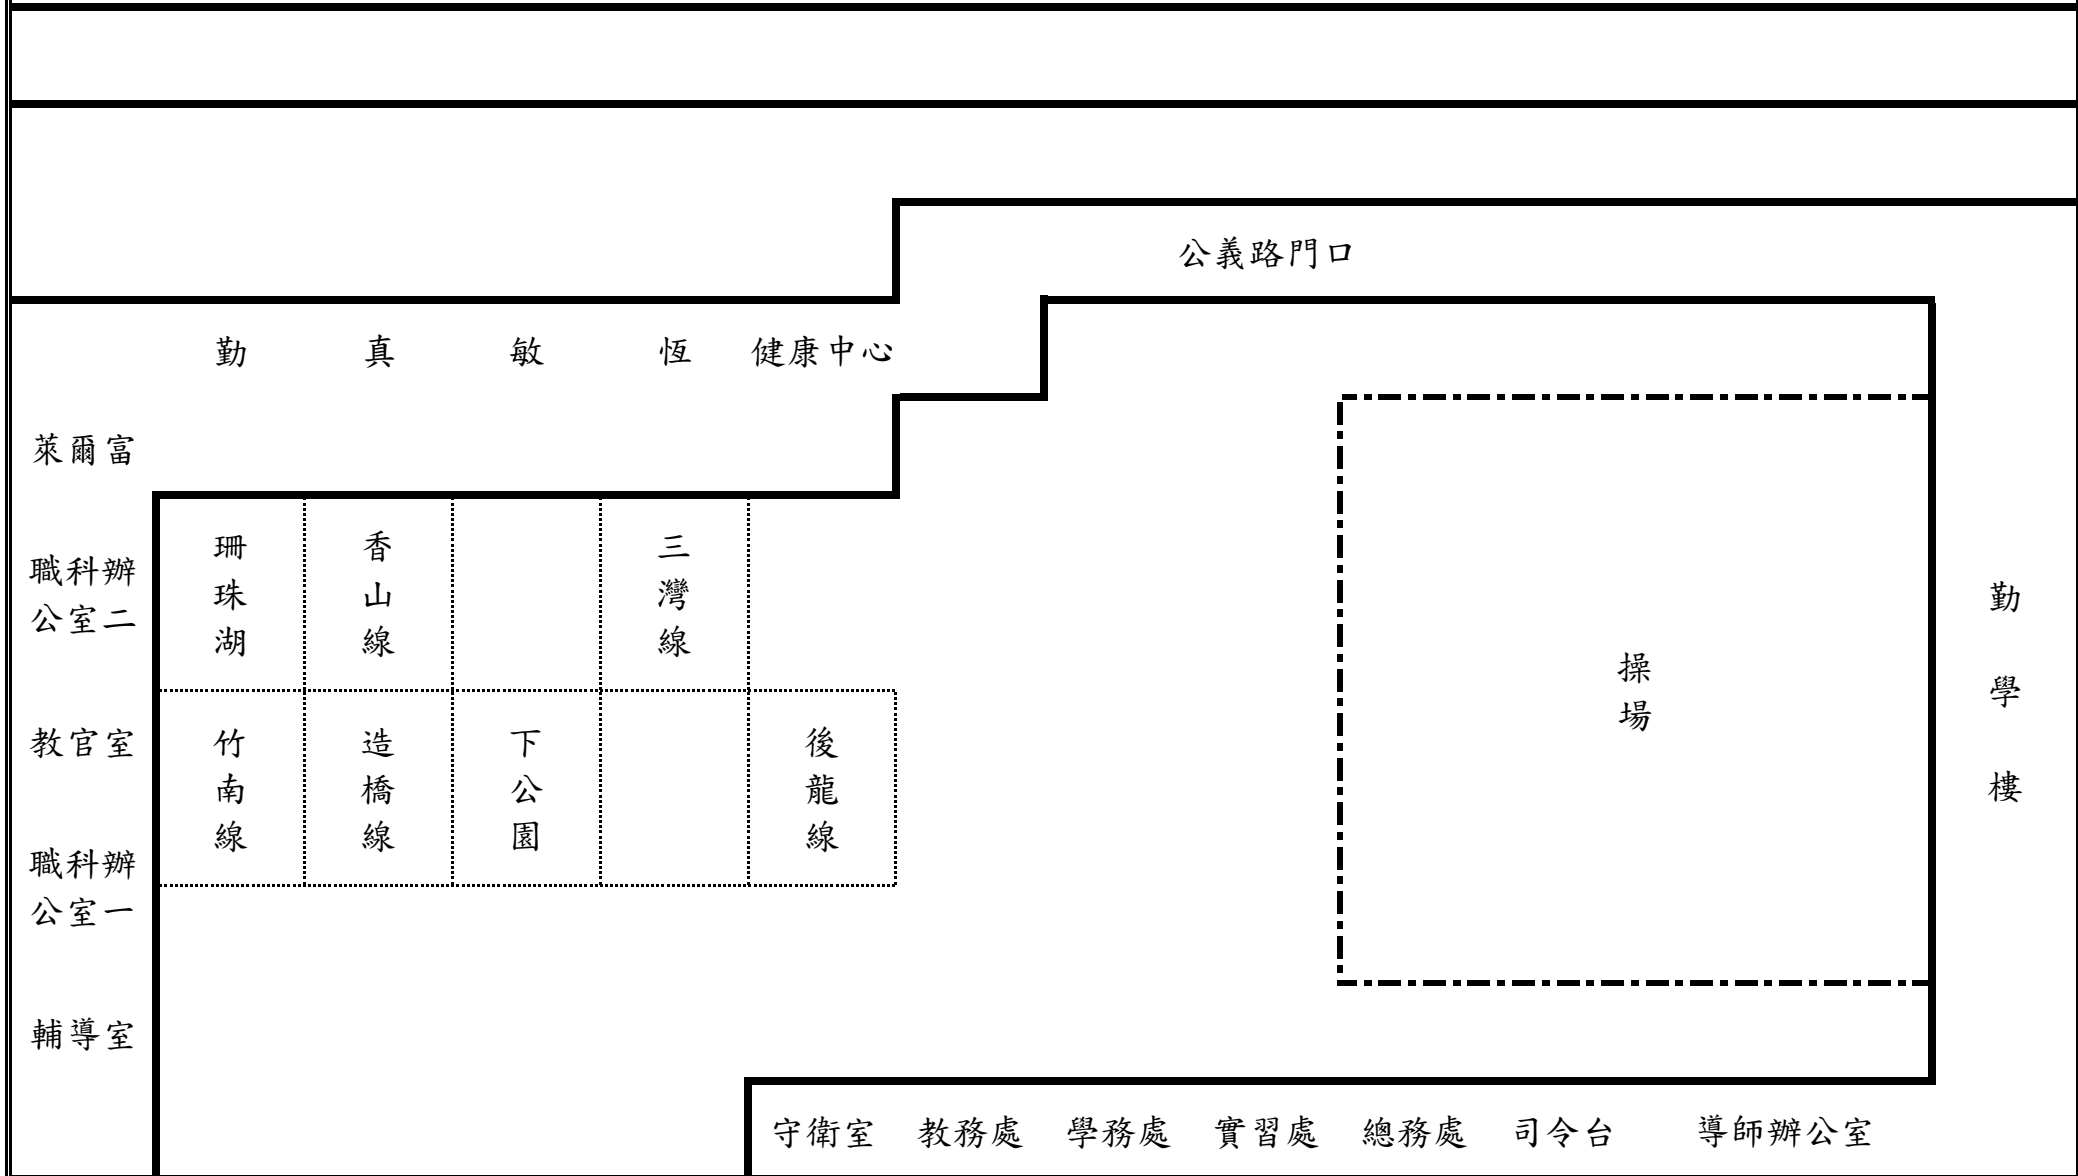 公義路門口
勤 真 敏 恆 健康中心
萊爾富
職科辦
公室二
珊珠湖
香山線
三灣線
教官室
竹南線
造橋線
下公園
後龍線
職科辦
公室一
輔導室
操場
勤學樓
守衛室 教務處 學務處 實習處 總務處 司令台 導師辦公室